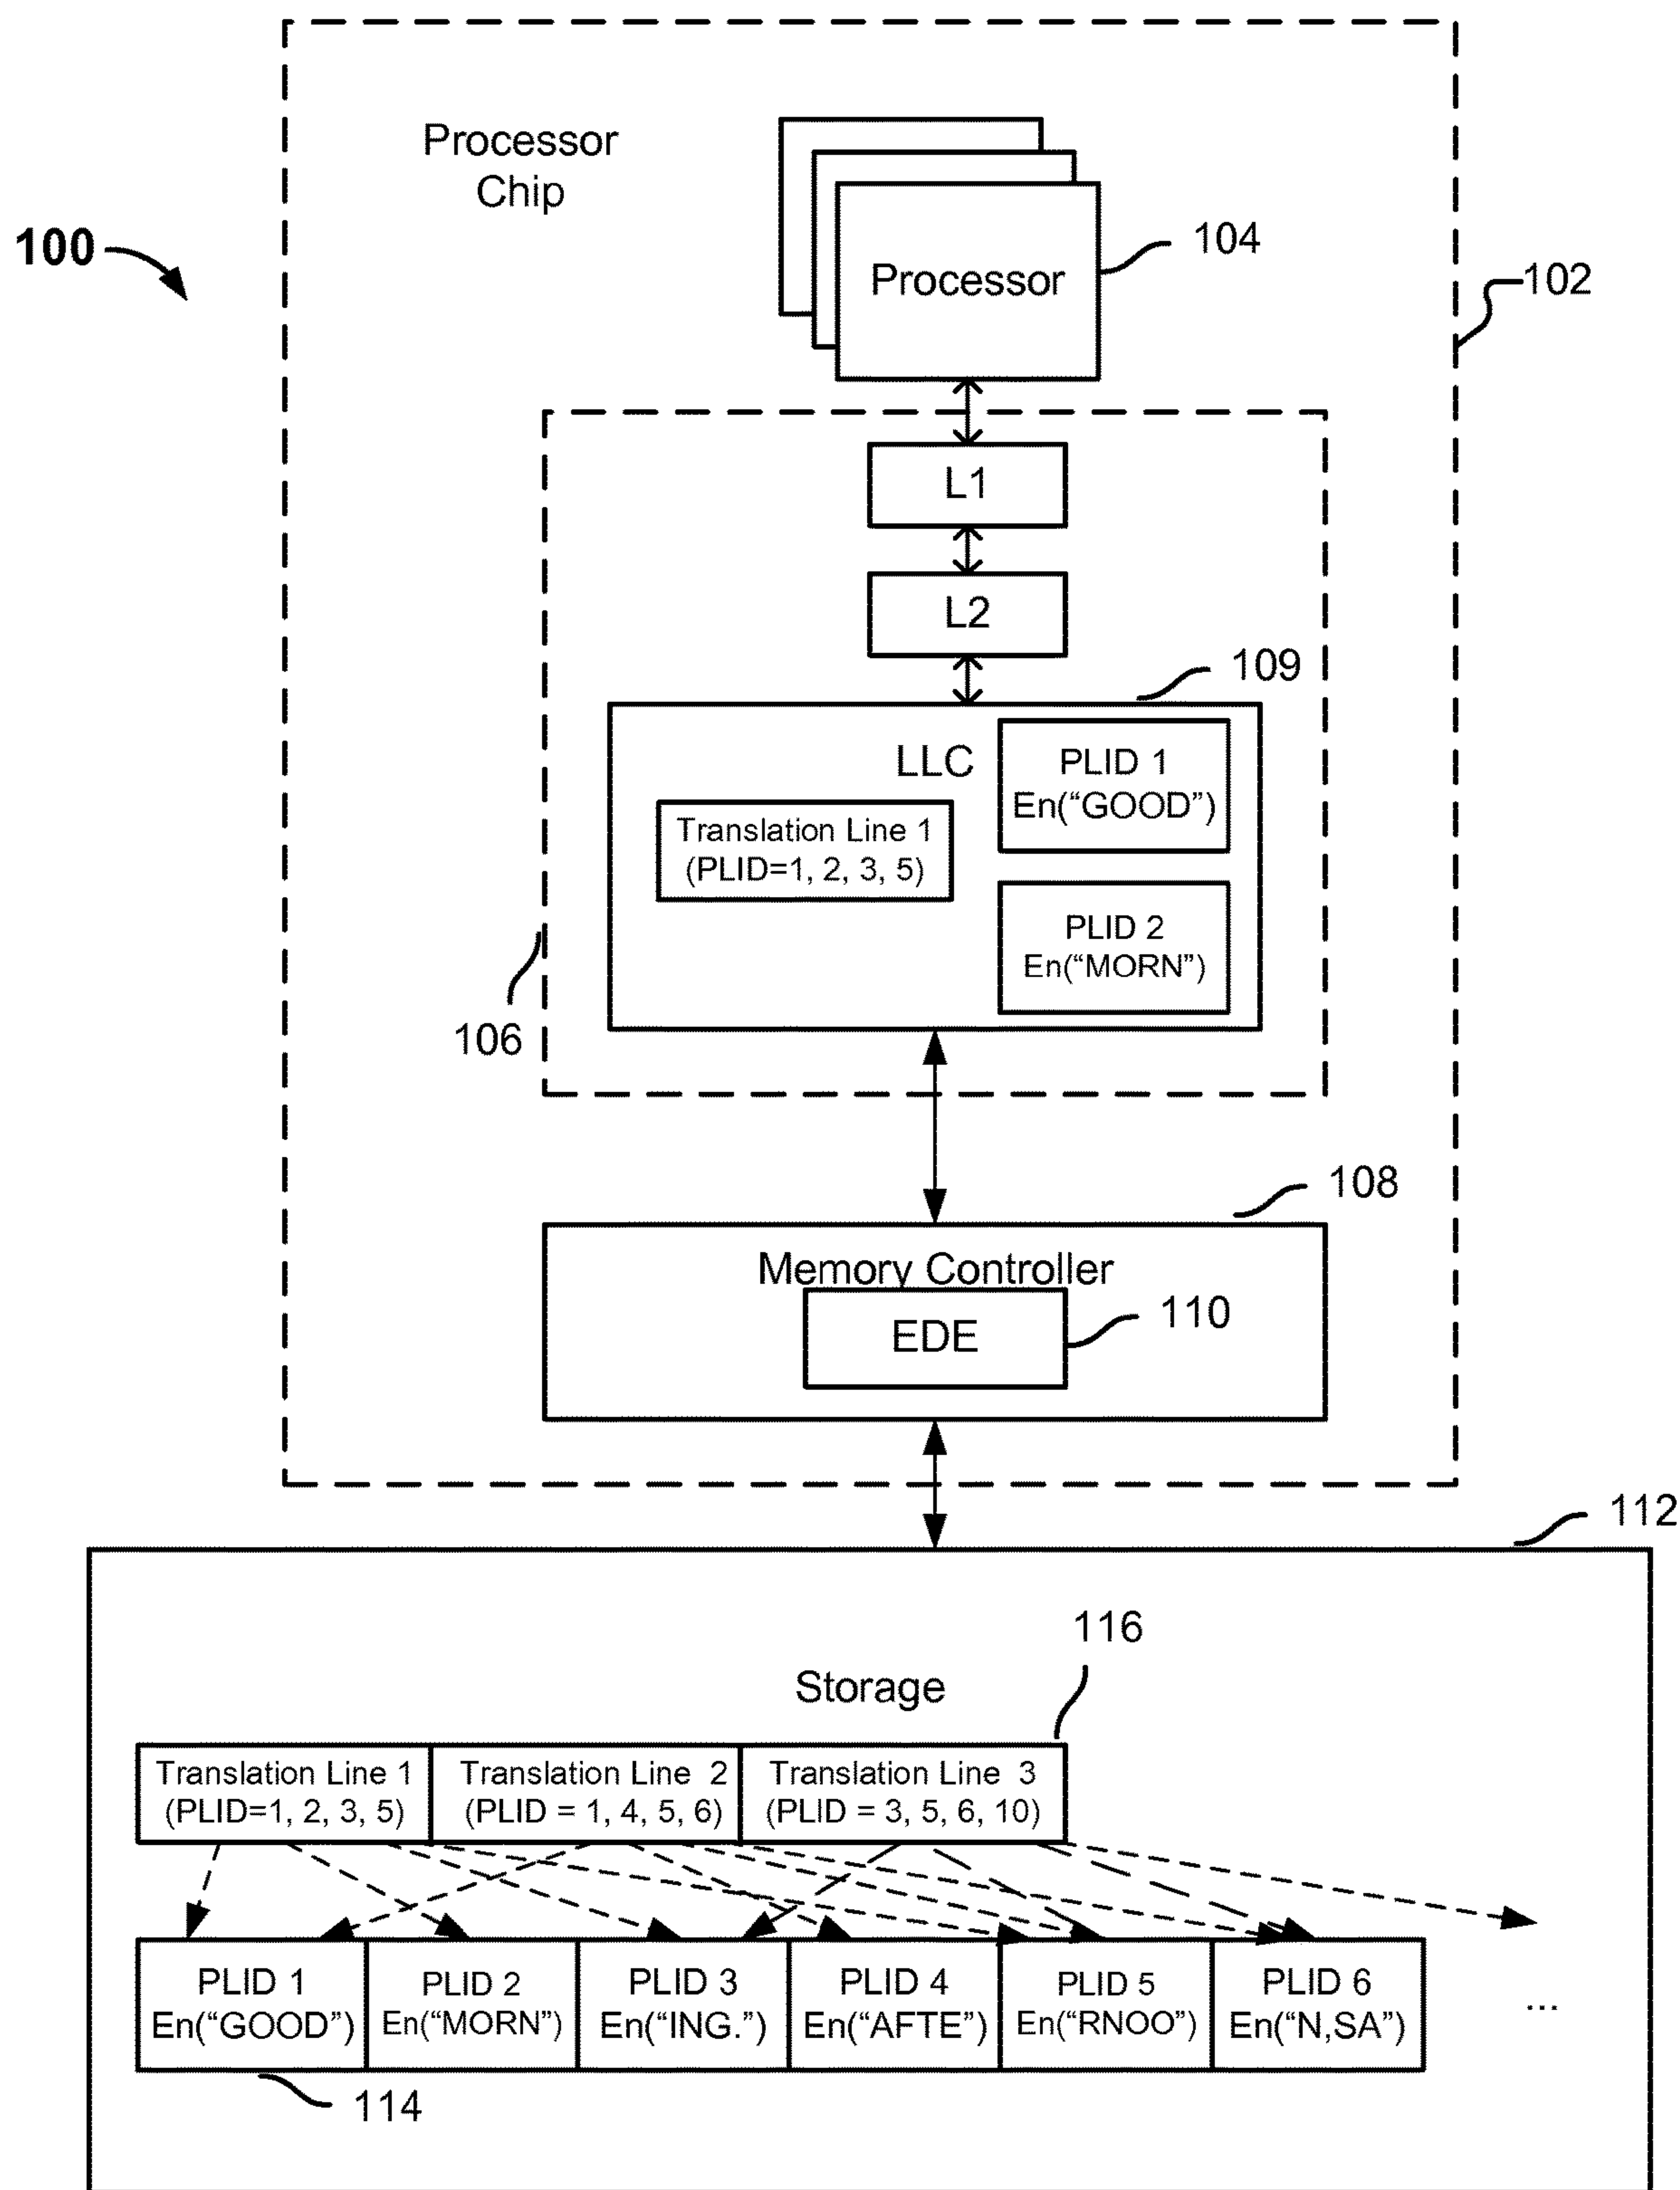 Processor
Chip
100
Processor
104
102
L1
L2
109
LLC
PLID 1
En(“GOOD”)
Translation Line 1
(PLID=1, 2, 3, 5)
PLID 2
En(“MORN”)
106
108
Memory Controller
EDE
110
112
116
Storage
Translation Line 1
(PLID=1, 2, 3, 5)
Translation Line 2
(PLID = 1, 4, 5, 6)
Translation Line 3
(PLID = 3, 5, 6, 10)
PLID 1
En(“GOOD”)
PLID 2
En(“MORN”)
PLID 3
En(“ING.”)
PLID 4
En(“AFTE”)
PLID 5
En(“RNOO”)
PLID 6
En(“N,SA”)
...
114